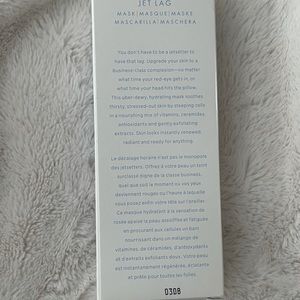 JET LAG
MASK|MASQUE|MASKE
MASCARILLA|MASCHERA
You don't have to be a jetsetter to
have that lag. Upgrade your skin to a
Business-Class complexion—no matter
what time your red-eye gets in, or
what time your head hits the pillow.
This uber-dewy, hydrating mask soothes
thirsty, stressed-out skin by steeping cells
in a nourishing mix of vitamins, ceramides,
antioxidants and gently exfoliating
extracts. Skin looks instantly renewed,
radiant and ready for anything.
Le décalage horaire n'est pas le monopole
des jetsetters. Offrez à votre peau un teint
surclassé digne de la classe business,
quel que soit le moment où vos yeux
deviennent rouges ou l'heure à laquelle
vous posez enfin votre tête sur l'oreiller.
Ce masque hydratant à la sensation de
rosée apaise la peau assoiffée et fatiguée
en procurant aux cellules un bain
nourrissant dans un mélange de
vitamines, de céramides, d'antioxydants
et d'extraits exfoliants doux. Votre peau
est instantanément régénérée, éclatante
et prête pour toutes les folies.
0308